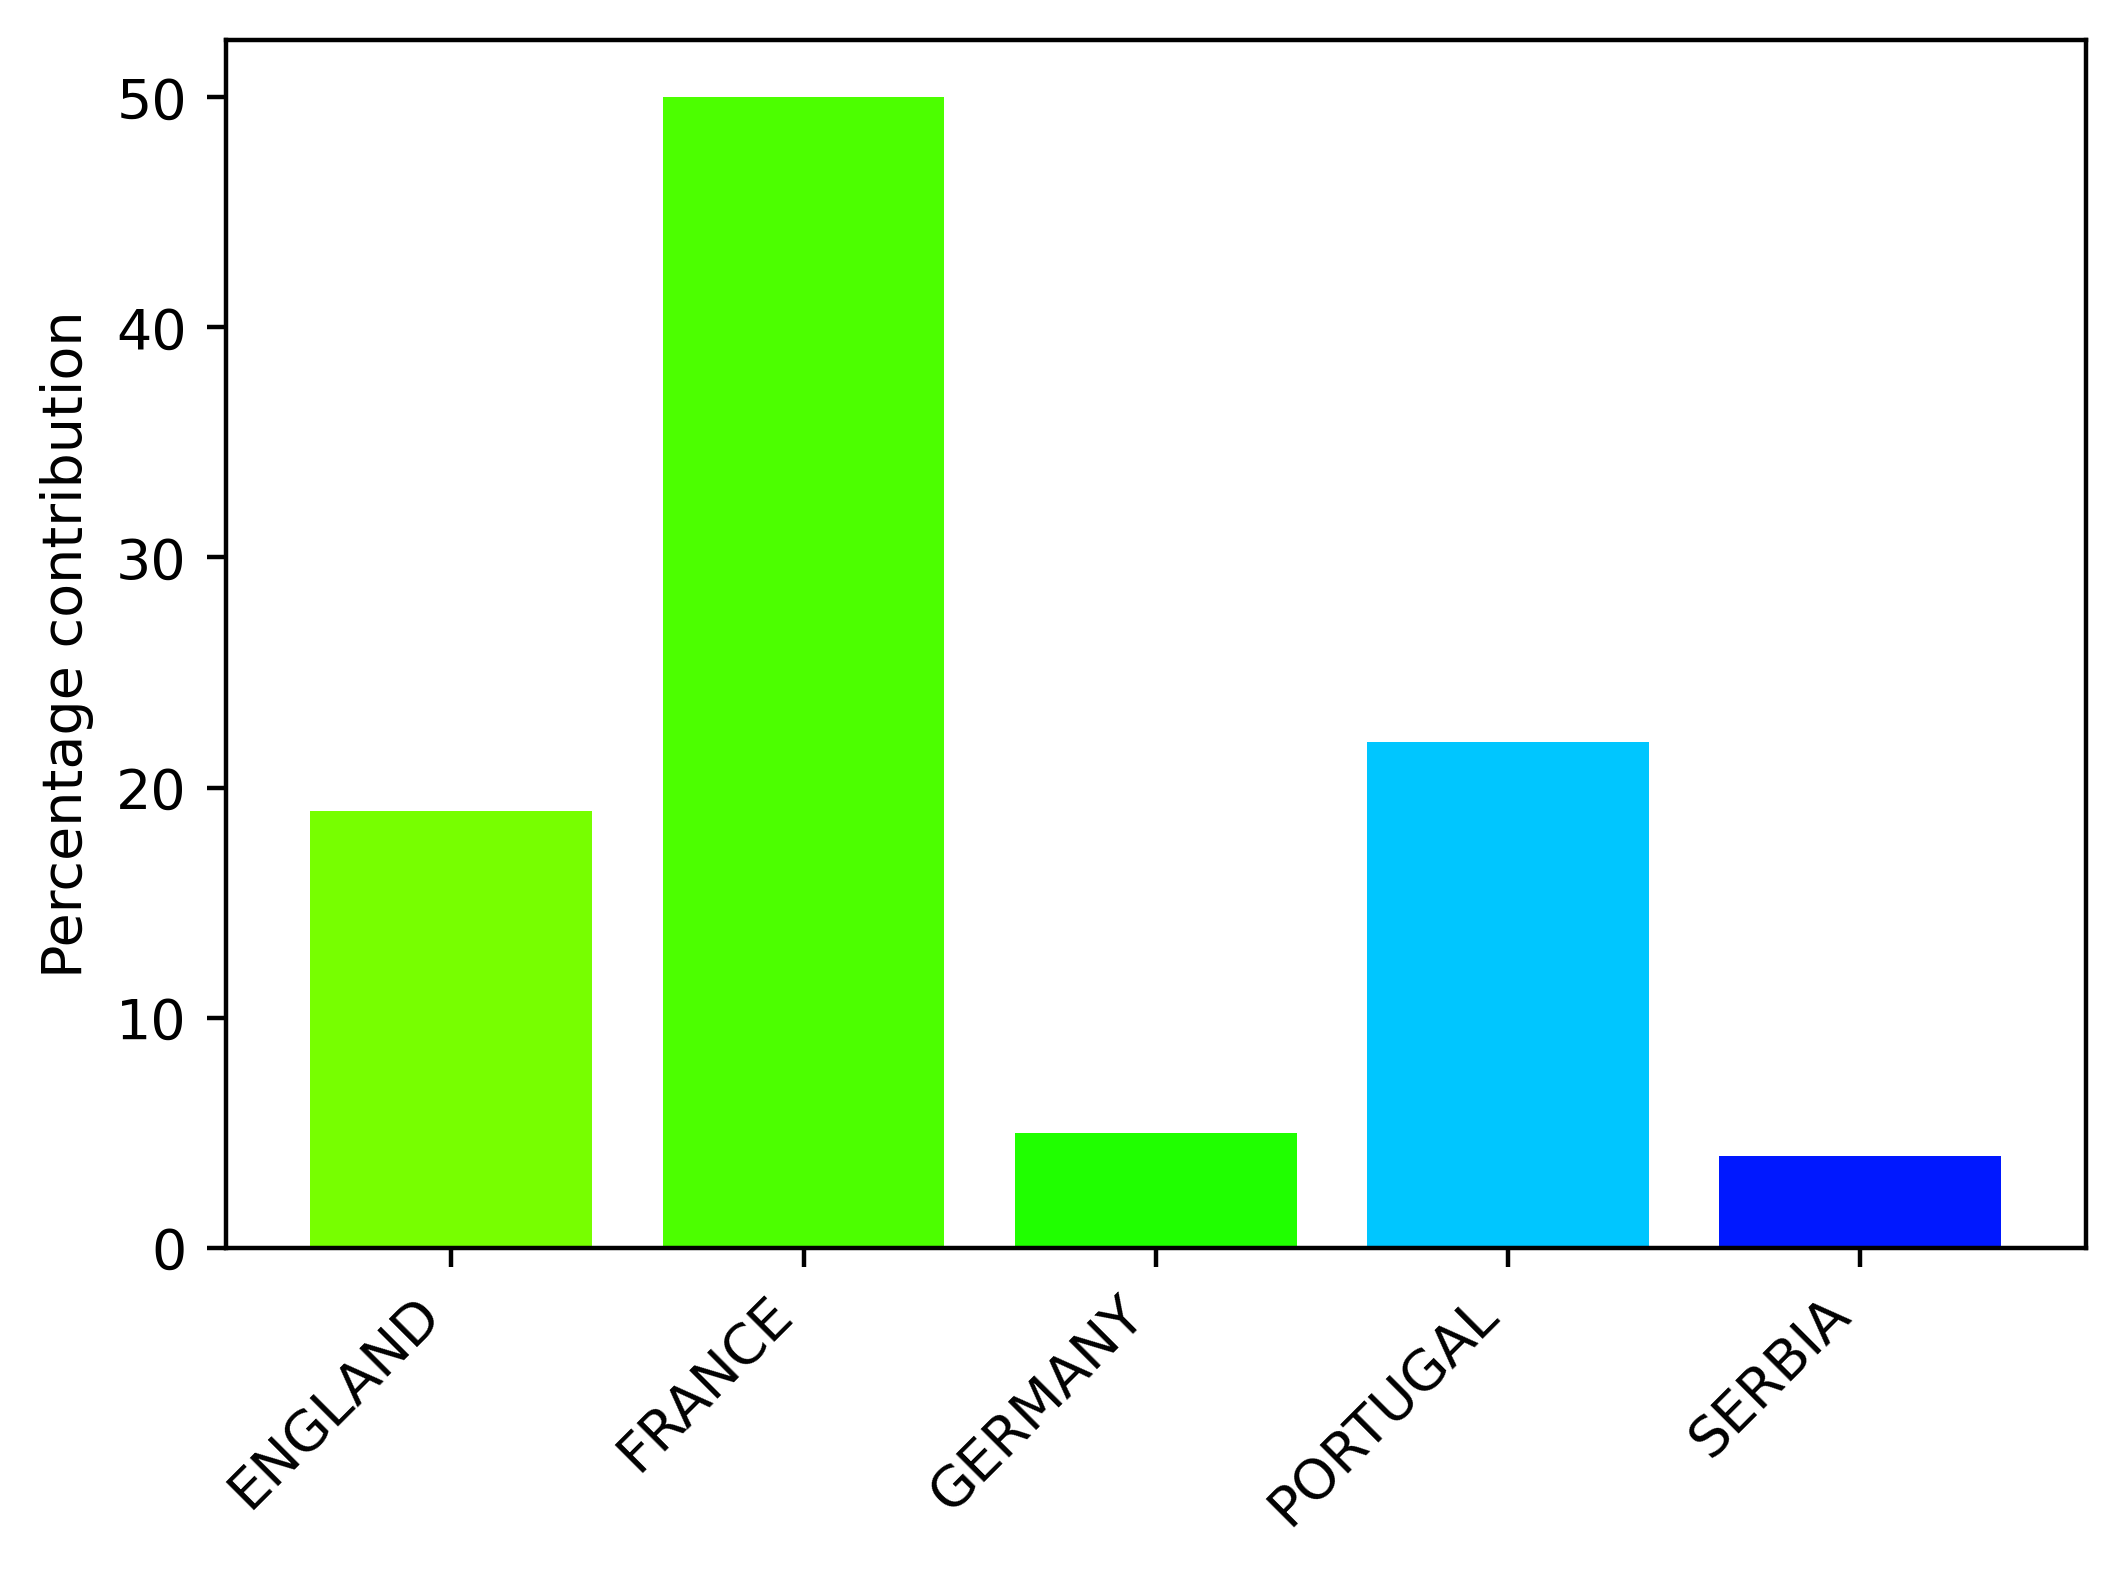 Percentage contribution
50
40
30
20
10
0
ENGLAND
FRANCE
GERMANY
PORTUGAL
SERBIA